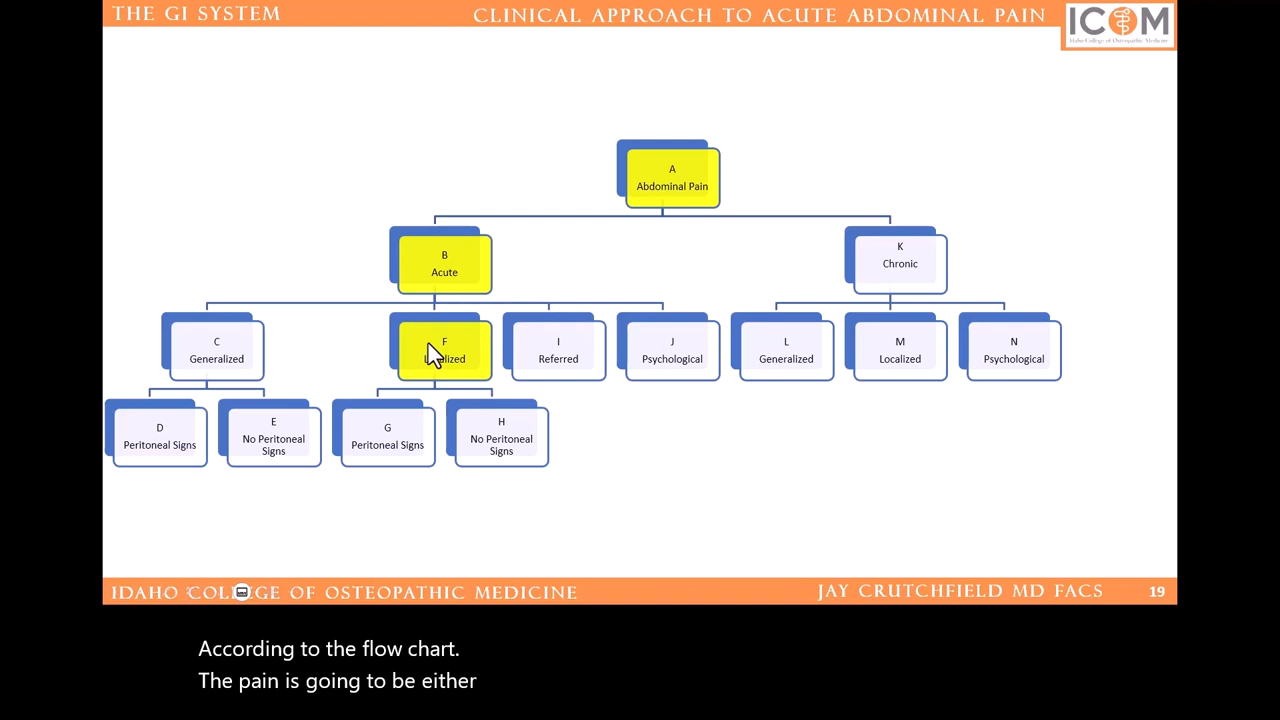 THE GI SYSTEM
CLINICAL APPROACH TO ACUTE ABDOMINAL PAIN
ICOM
Idaho College of Osteopathic Medicine
A
Abdominal Pain
B
Acute
K
Chronic
C
Generalized
F
I
Referred
J
Psychological
L
Generalized
M
Localized
N
Psychological
D
Peritoneal Signs
E
No Peritoneal
Signs
G
Peritoneal Signs
H
No Peritoneal
Signs
IDAHO COLLEGE OF OSTEOPATHIC MEDICINE
JAY CRUTCHFIELD MD FACS
19
According to the flow chart.
The pain is going to be either